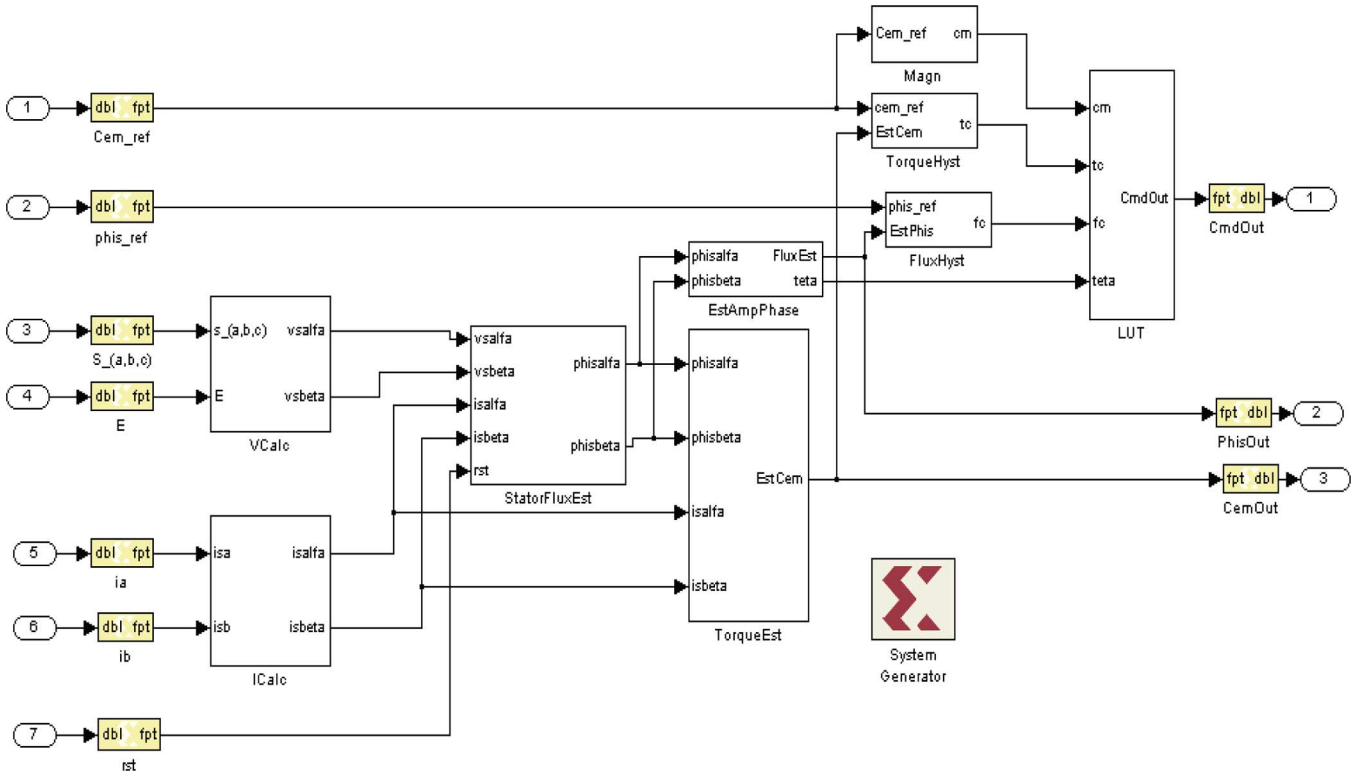 Cem_ref cm
Magn
1
dbl fpt
Cem_ref
cem_ref
EstCem
tc
TorqueHyst
cm
tc
fc
teta
CmdOut
LUT
fpt dbl
CmdOut
1
2
dbl fpt
phis_ref
phis_ref
EstPhis
fc
FluxHyst
phisalfa
phisbeta
FluxEst
teta
EstAmpPhase
3
dbl fpt
S_(a,b,c)
4
dbl fpt
E
s_(a,b,c)
E
vsalfa
vsbeta
VCalc
vsalfa
vsbeta
isalfa
isbeta
rst
phisalfa
phisbeta
StatorFluxEst
phisalfa
phisbeta
isalfa
isbeta
EstCem
TorqueEst
fpt dbl
PhisOut
2
fpt dbl
CemOut
3
5
dbl fpt
ia
6
dbl fpt
ib
isa
isb
isalfa
isbeta
ICalc
System
Generator
7
dbl fpt
rst